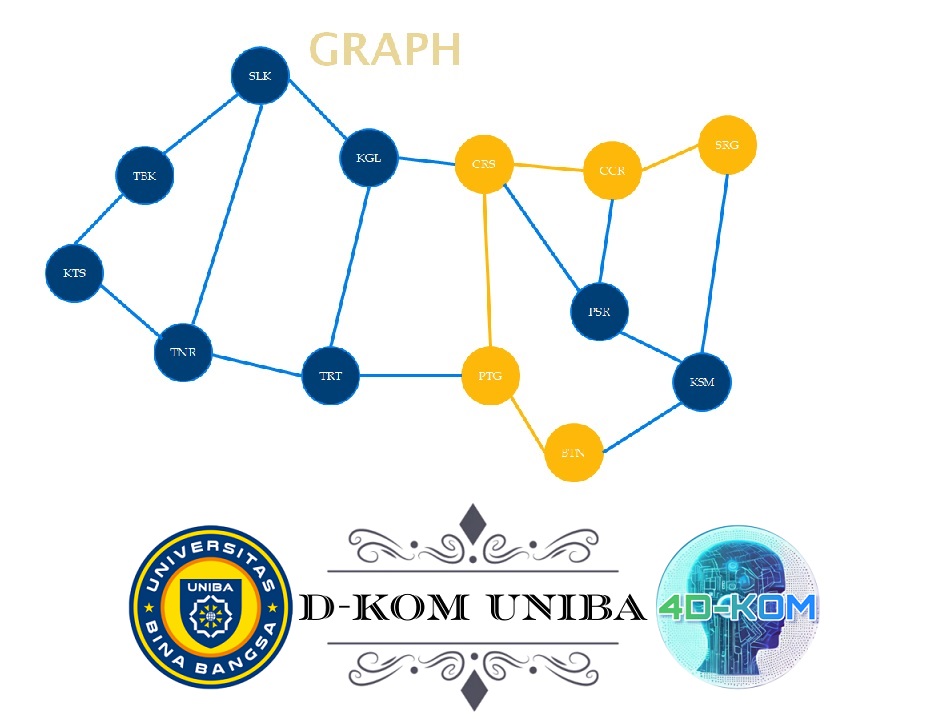 GRAPH
SLK
KGL
CRS
CCR
SRG
TBK
KTS
PSR
TNR
TRT
PTG
KSM
BTN
UNIVERSITAS
UNIBA
BINA BANGSA
D-KOM UNIBA
4D-KOM